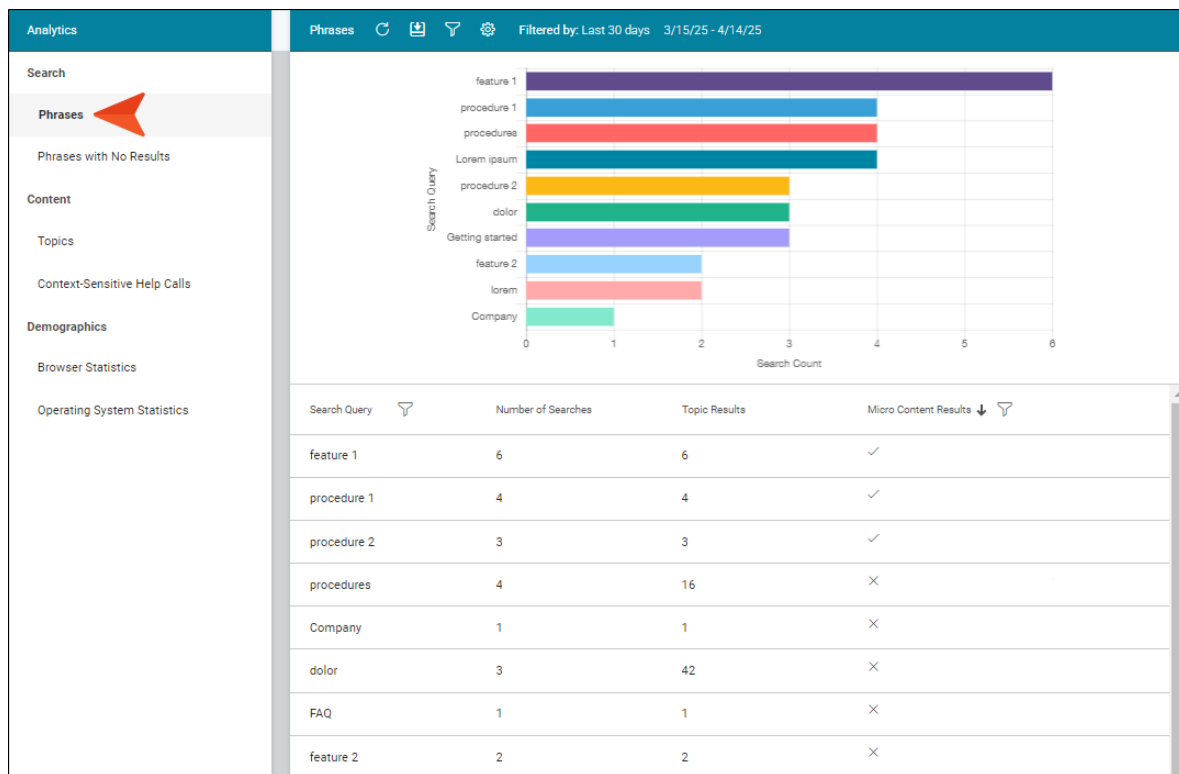 Analytics
Search
Phrases
Phrases with No Results
Content
Topics
Context-Sensitive Help Calls
Demographics
Browser Statistics
Operating System Statistics
Phrases Filtered by: Last 30 days 3/15/25 - 4/14/25
Search Query
feature 1
procedure 1
procedures
Lorem ipsum
procedure 2
dolor
Getting started
feature 2
lorem
Company
0 1 2 3 4 5 6
Search Count
Search Query Number of Searches Topic Results Micro Content Results
feature 1 6 6
procedure 1 4 4
procedure 2 3 3
procedures 4 16
Company 1 1
dolor 3 42
FAQ 1 1
feature 2 2 2